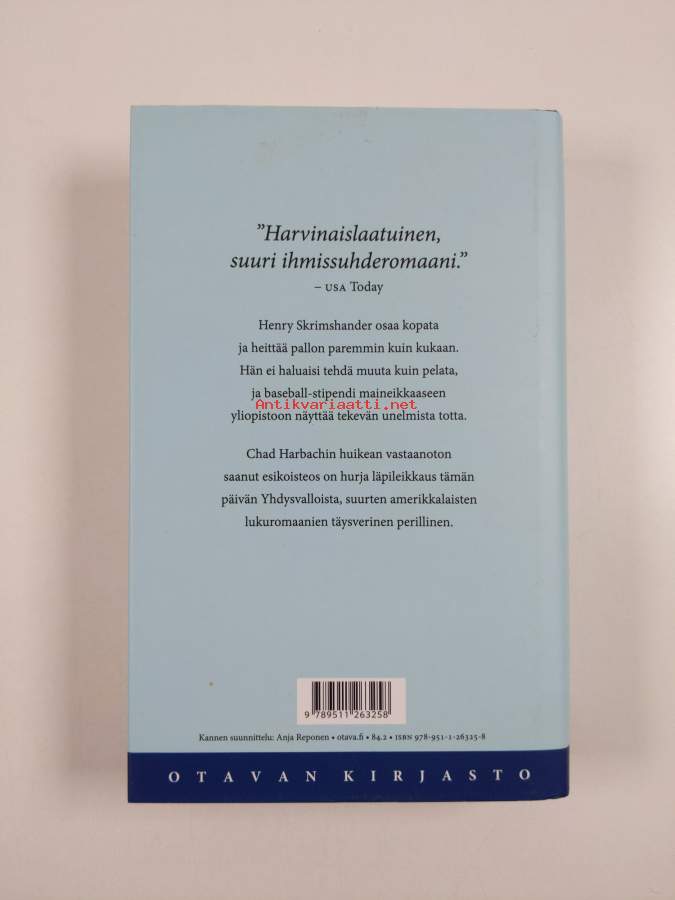 ”Harvinaislaatuinen,
suuri ihmissuhderomaani.”
– USA Today
Henry Skrimshander osaa kopata
ja heittää pallon paremmin kuin kukaan.
Hän ei haluaisi tehdä muuta kuin pelata,
ja baseball-stipendi maineikkaaseen
Antikvariaatti.net
yliopistoon näyttää tekevän unelmista totta.
Chad Harbachin huikean vastaanoton
saanut esikoisteos on hurja läpileikkaus tämän
päivän Yhdysvalloista, suurten amerikkalaisten
lukuromaanien täysverinen perillinen.
9 789511 263258
Kannen suunnittelu: Anja Reponen • otava.fi • 84.2 • ISBN 978-951-1-26325-8
OTAVAN KIRJASTO